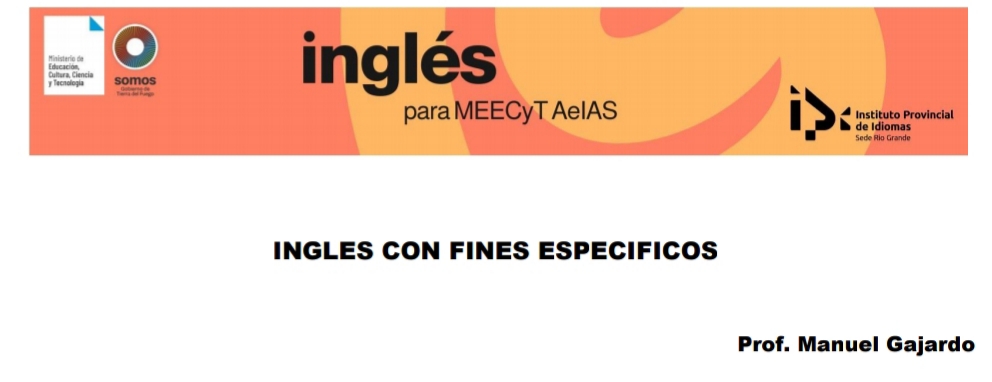 Ministerio de
Educación,
Cultura, Ciencia
y Tecnología
somos
Gobierno de
Tierra del Fuego
inglés
para MEECyT AeIAS
Instituto Provincial
de Idiomas
Sede Río Grande
INGLES CON FINES ESPECIFICOS
Prof. Manuel Gajardo